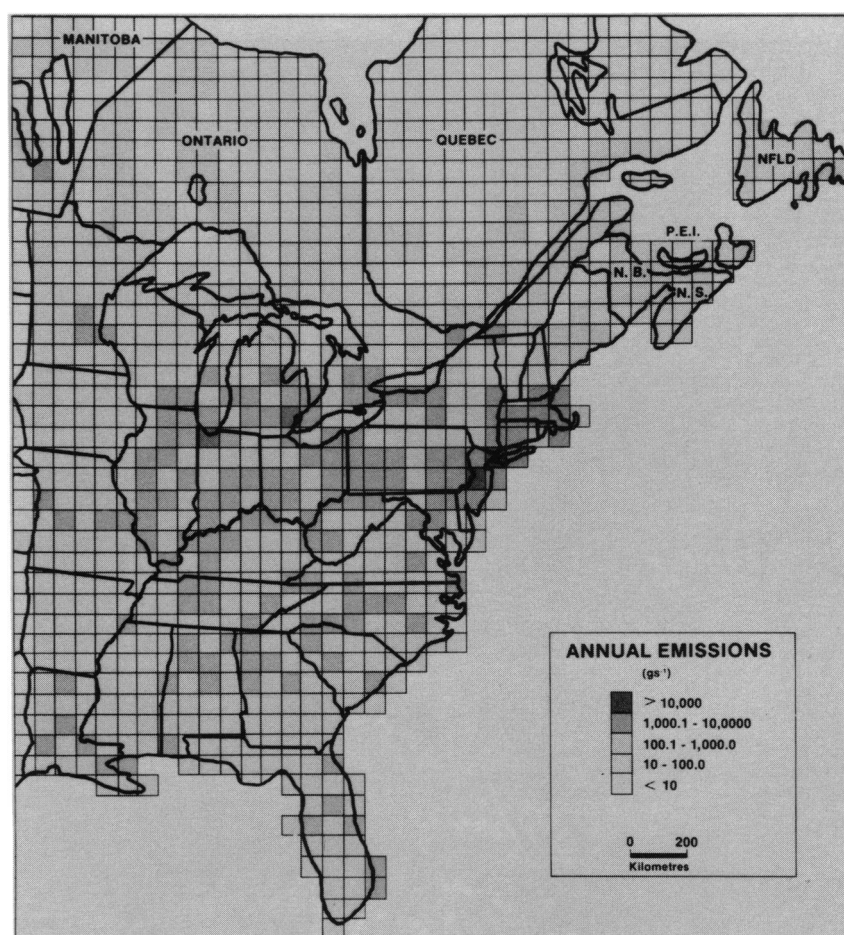 MANITOBA
ONTARIO
QUEBEC
NFLD
P.E.I.
N. B.
N. S.
ANNUAL EMISSIONS
(gs⁻¹)
> 10,000
1,000.1 - 10,0000
100.1 - 1,000.0
10 - 100.0
< 10
0 200
Kilometres